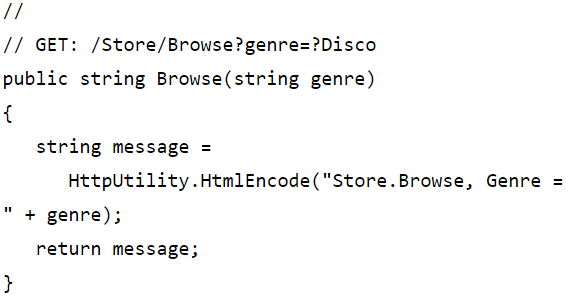 //
// GET: /Store/Browse?genre=?Disco
public string Browse(string genre)
{
string message =
HttpUtility.HtmlEncode("Store.Browse, Genre =
" + genre);
return message;
}